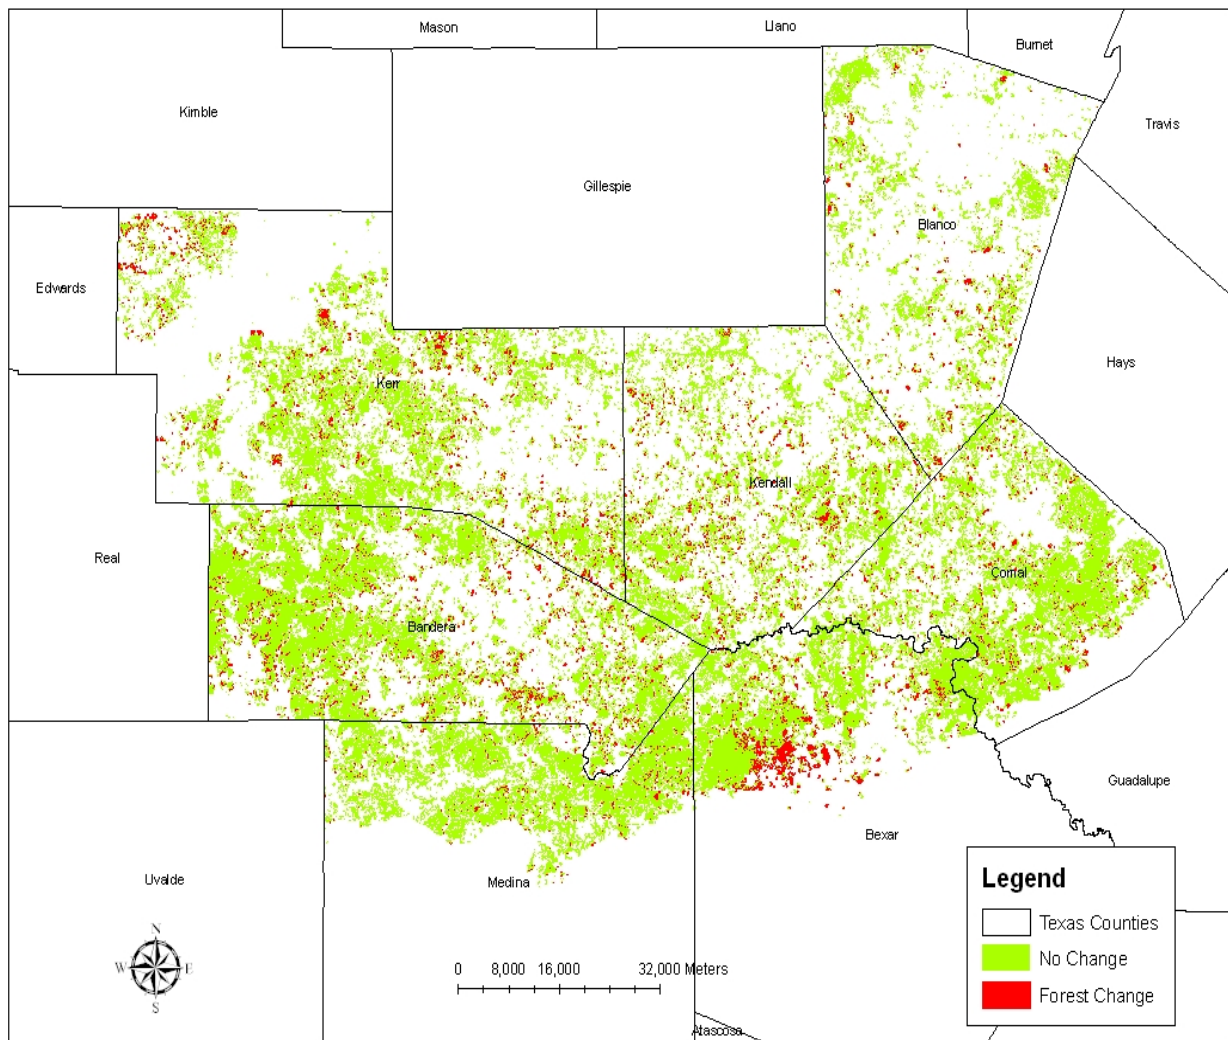 Mason
Llano
Burnet
Kimble
Travis
Gillespie
Blanco
Edwards
Hays
Kerr
Kendall
Real
Comal
Bandera
Guadalupe
Bexar
Uvalde
Medina
Legend
Texas Counties
No Change
Forest Change
N
W E
S
0 8,000 16,000 32,000 Meters
Atascosa